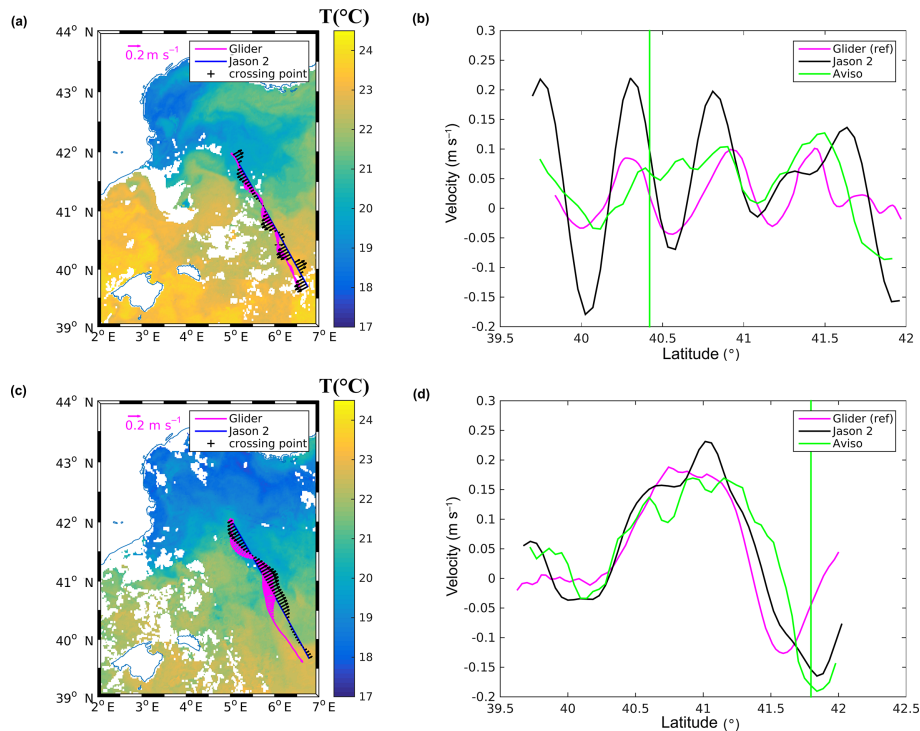 (a)
T(°C)
44° N
43° N
42° N
41° N
40° N
39° N
2° E
3° E
4° E
5° E
6° E
7° E
0.2 m s⁻¹
Glider
Jason 2
crossing point
24
23
22
21
20
19
18
17
(b)
Velocity (m s⁻¹)
0.3
0.25
0.2
0.15
0.1
0.05
0
-0.05
-0.1
-0.15
-0.2
39.5
40
40.5
41
41.5
42
Latitude (°)
Glider (ref)
Jason 2
Aviso
(c)
T(°C)
44° N
43° N
42° N
41° N
40° N
39° N
2° E
3° E
4° E
5° E
6° E
7° E
0.2 m s⁻¹
Glider
Jason 2
crossing point
24
23
22
21
20
19
18
17
(d)
Velocity (m s⁻¹)
0.3
0.25
0.2
0.15
0.1
0.05
0
-0.05
-0.1
-0.15
-0.2
39.5
40
40.5
41
41.5
42
42.5
Latitude (°)
Glider (ref)
Jason 2
Aviso